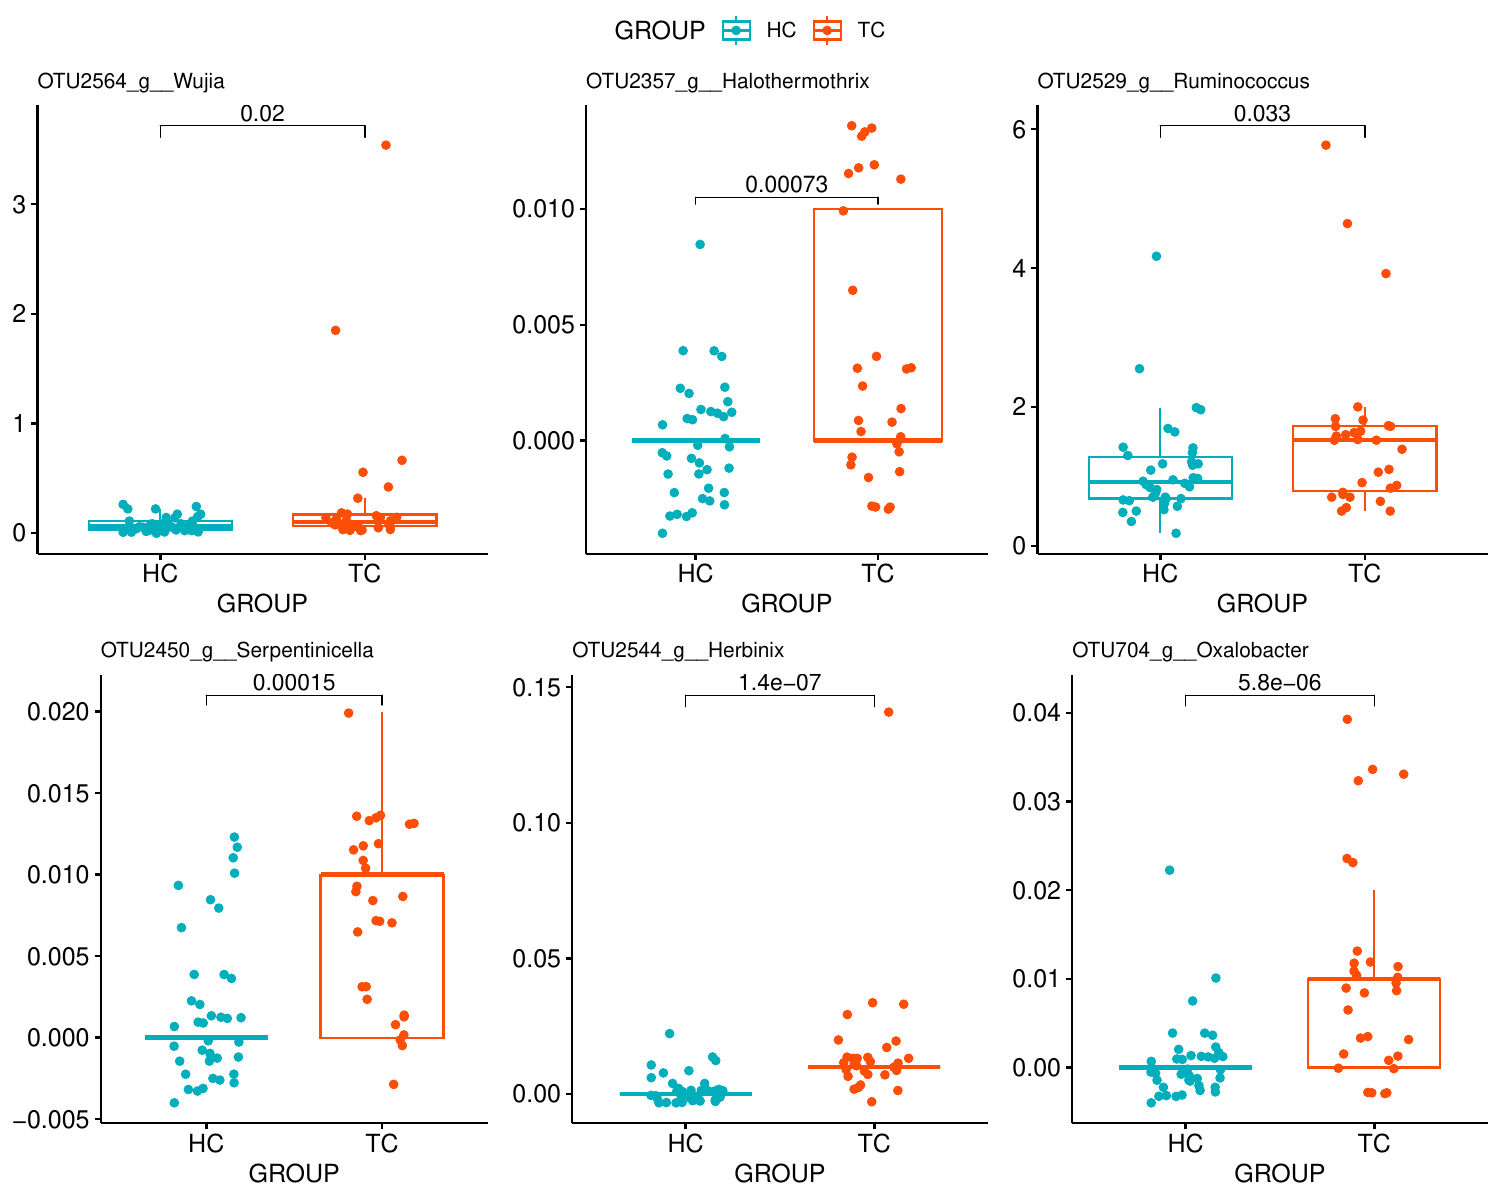 GROUP HC TC
OTU2564_g__Wujia
0.02
3
2
1
0
HC TC
GROUP
OTU2357_g__Halothermothrix
0.00073
0.010
0.005
0.000
HC TC
GROUP
OTU2529_g__Ruminococcus
0.033
6
4
2
0
HC TC
GROUP
OTU2450_g__Serpentinicella
0.00015
0.020
0.015
0.010
0.005
0.000
−0.005
HC TC
GROUP
OTU2544_g__Herbinix
1.4e−07
0.15
0.10
0.05
0.00
HC TC
GROUP
OTU704_g__Oxalobacter
5.8e−06
0.04
0.03
0.02
0.01
0.00
HC TC
GROUP